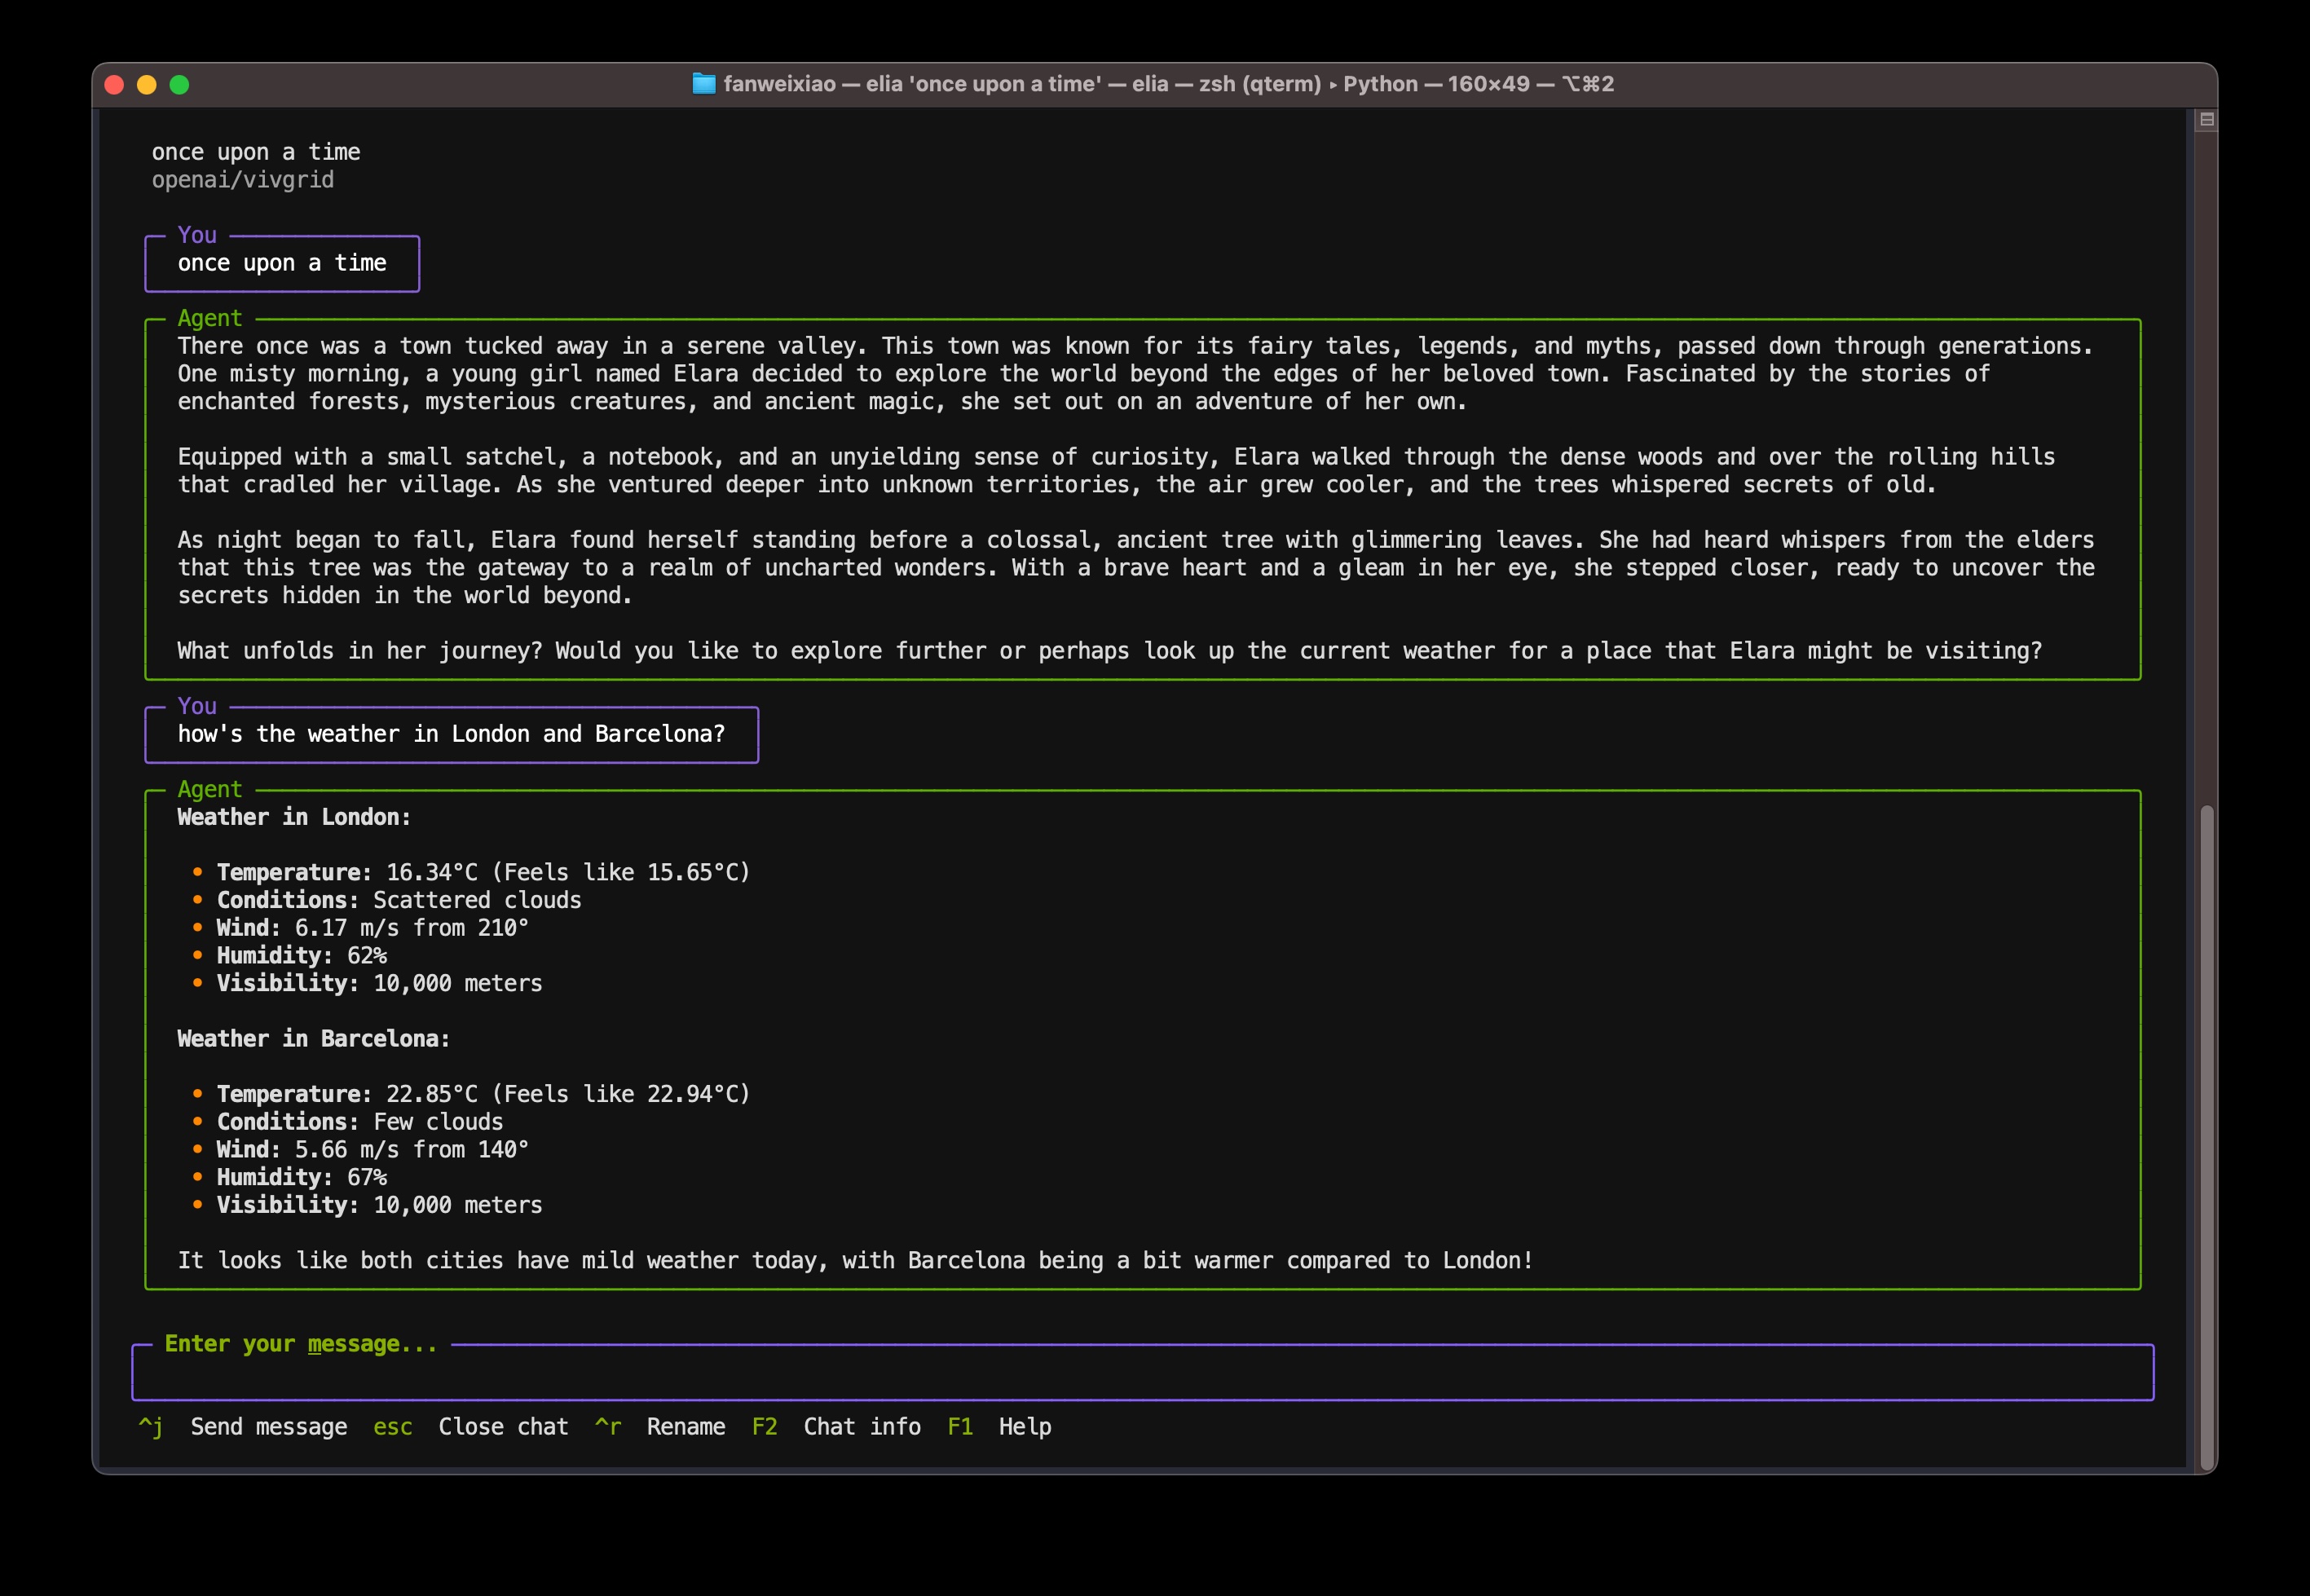 fanweixiao — elia 'once upon a time' — elia — zsh (qterm) ▸ Python — 160×49 — ⌥⌘2
once upon a time
openai/vivgrid
You
once upon a time
Agent
There once was a town tucked away in a serene valley. This town was known for its fairy tales, legends, and myths, passed down through generations.
One misty morning, a young girl named Elara decided to explore the world beyond the edges of her beloved town. Fascinated by the stories of
enchanted forests, mysterious creatures, and ancient magic, she set out on an adventure of her own.
Equipped with a small satchel, a notebook, and an unyielding sense of curiosity, Elara walked through the dense woods and over the rolling hills
that cradled her village. As she ventured deeper into unknown territories, the air grew cooler, and the trees whispered secrets of old.
As night began to fall, Elara found herself standing before a colossal, ancient tree with glimmering leaves. She had heard whispers from the elders
that this tree was the gateway to a realm of uncharted wonders. With a brave heart and a gleam in her eye, she stepped closer, ready to uncover the
secrets hidden in the world beyond.
What unfolds in her journey? Would you like to explore further or perhaps look up the current weather for a place that Elara might be visiting?
You
how's the weather in London and Barcelona?
Agent
Weather in London:
• Temperature: 16.34°C (Feels like 15.65°C)
• Conditions: Scattered clouds
• Wind: 6.17 m/s from 210°
• Humidity: 62%
• Visibility: 10,000 meters
Weather in Barcelona:
• Temperature: 22.85°C (Feels like 22.94°C)
• Conditions: Few clouds
• Wind: 5.66 m/s from 140°
• Humidity: 67%
• Visibility: 10,000 meters
It looks like both cities have mild weather today, with Barcelona being a bit warmer compared to London!
Enter your message...
^j Send message esc Close chat ^r Rename F2 Chat info F1 Help